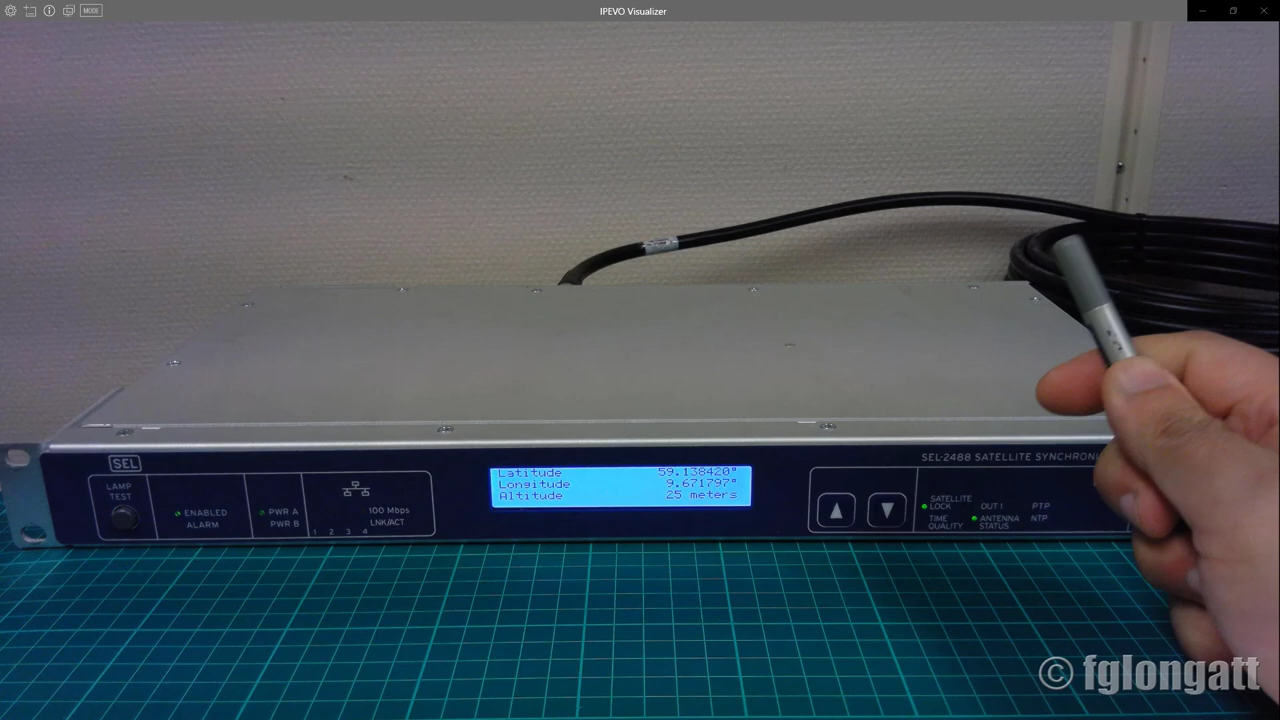 IPEVO Visualizer
MODE
SEL
SEL-2488 SATELLITE SYNCHRON
LAMP
TEST
ENABLED
ALARM
PWR A
PWR B
100 Mbps
LNK/ACT
1 2 3 4
Latitude 59.138420°
Longitude 9.671797°
Altitude 25 meters
SATELLITE
LOCK
OUT 1
PTP
TIME
QUALITY
ANTENNA
STATUS
NTP
© fglongatt